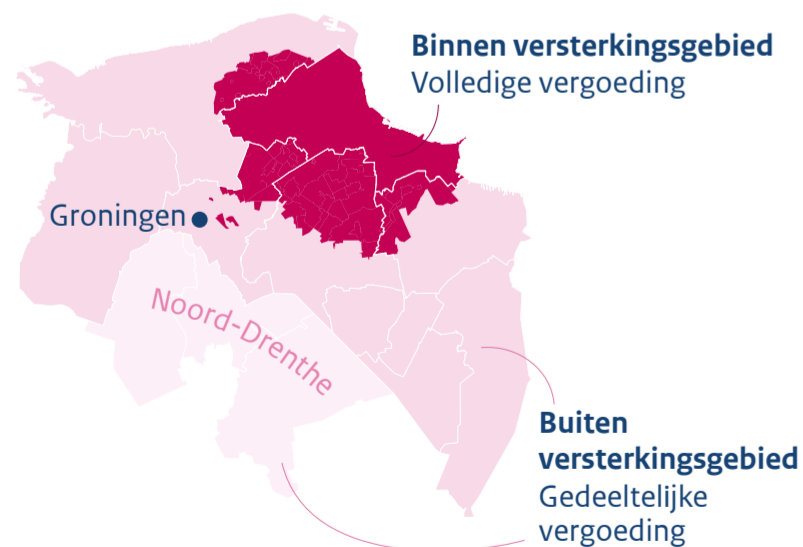 Binnen versterkingsgebied
Volledige vergoeding
Groningen
Noord-Drenthe
Buiten
versterkingsgebied
Gedeeltelijke
vergoeding